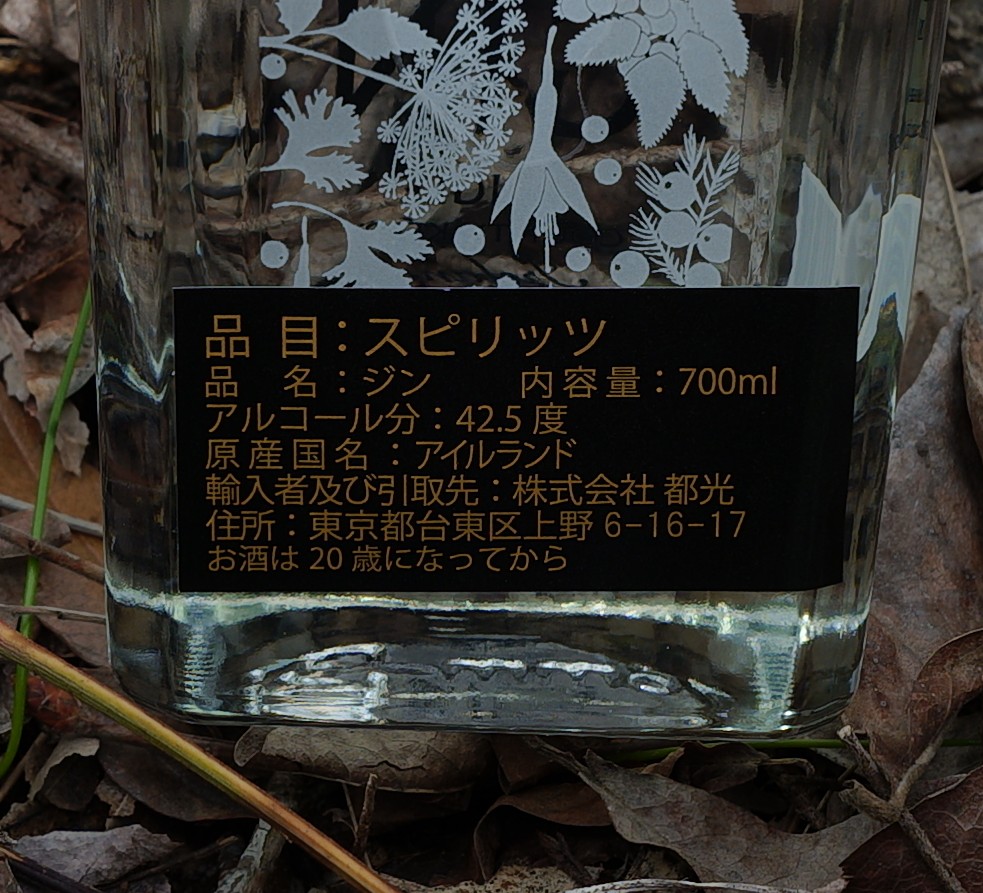 品 目：スピリッツ
品 名：ジン 内容量：700ml
アルコール分：42.5 度
原産国名：アイルランド
輸入者及び引取先：株式会社 都光
住所：東京都台東区上野 6-16-17
お酒は 20 歳になってから